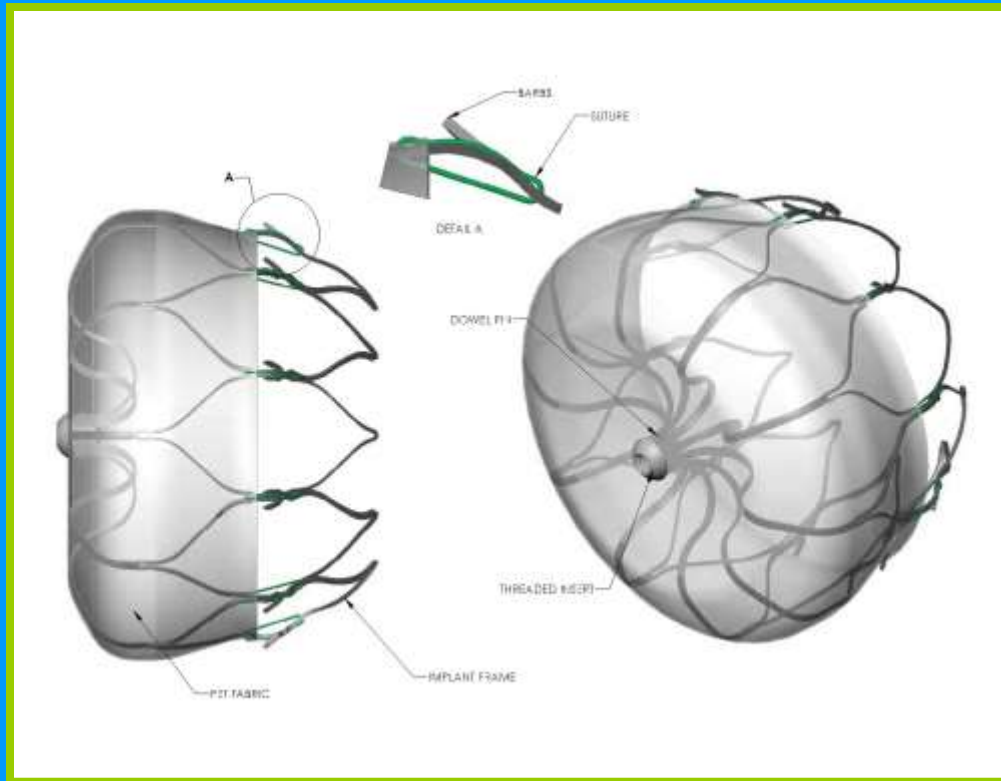 BARBS
SUTURE
A
DETAIL A
DOWEL PIN
THREADED INSERT
IMPLANT FRAME
PET FABRIC